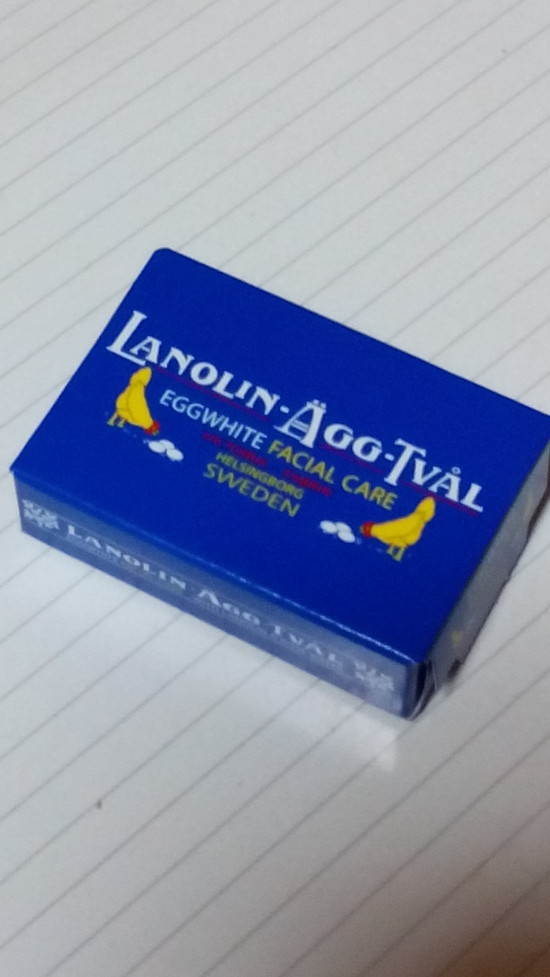 LANOLIN-ÄGG-TVÅL
EGGWHITE FACIAL CARE
HELSINGBORG
SWEDEN
LANOLIN-ÄGG-TVÅL